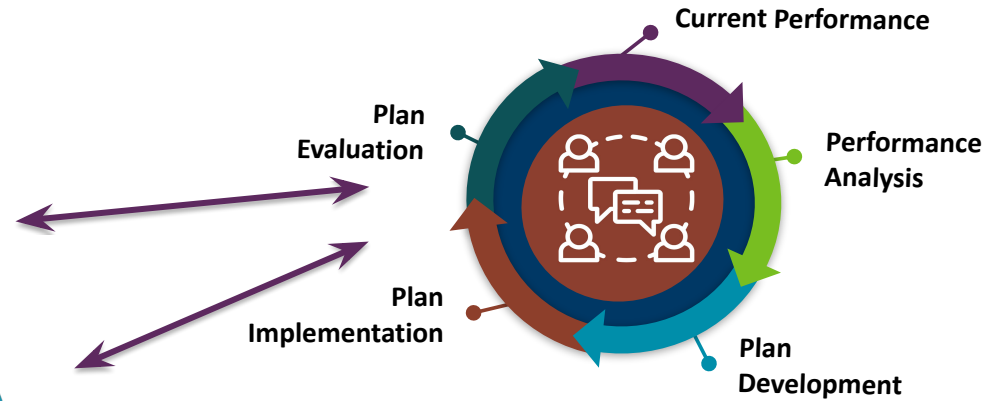 Current Performance
Plan
Evaluation
Performance
Analysis
Plan
Implementation
Plan
Development